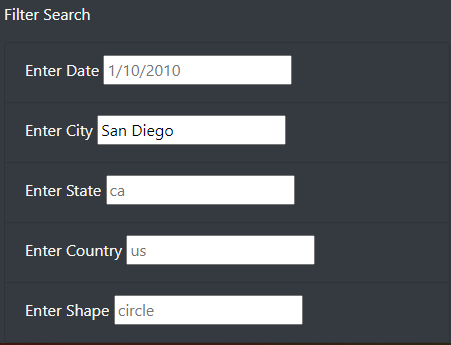 Filter Search
Enter Date 1/10/2010
Enter City San Diego
Enter State ca
Enter Country us
Enter Shape circle